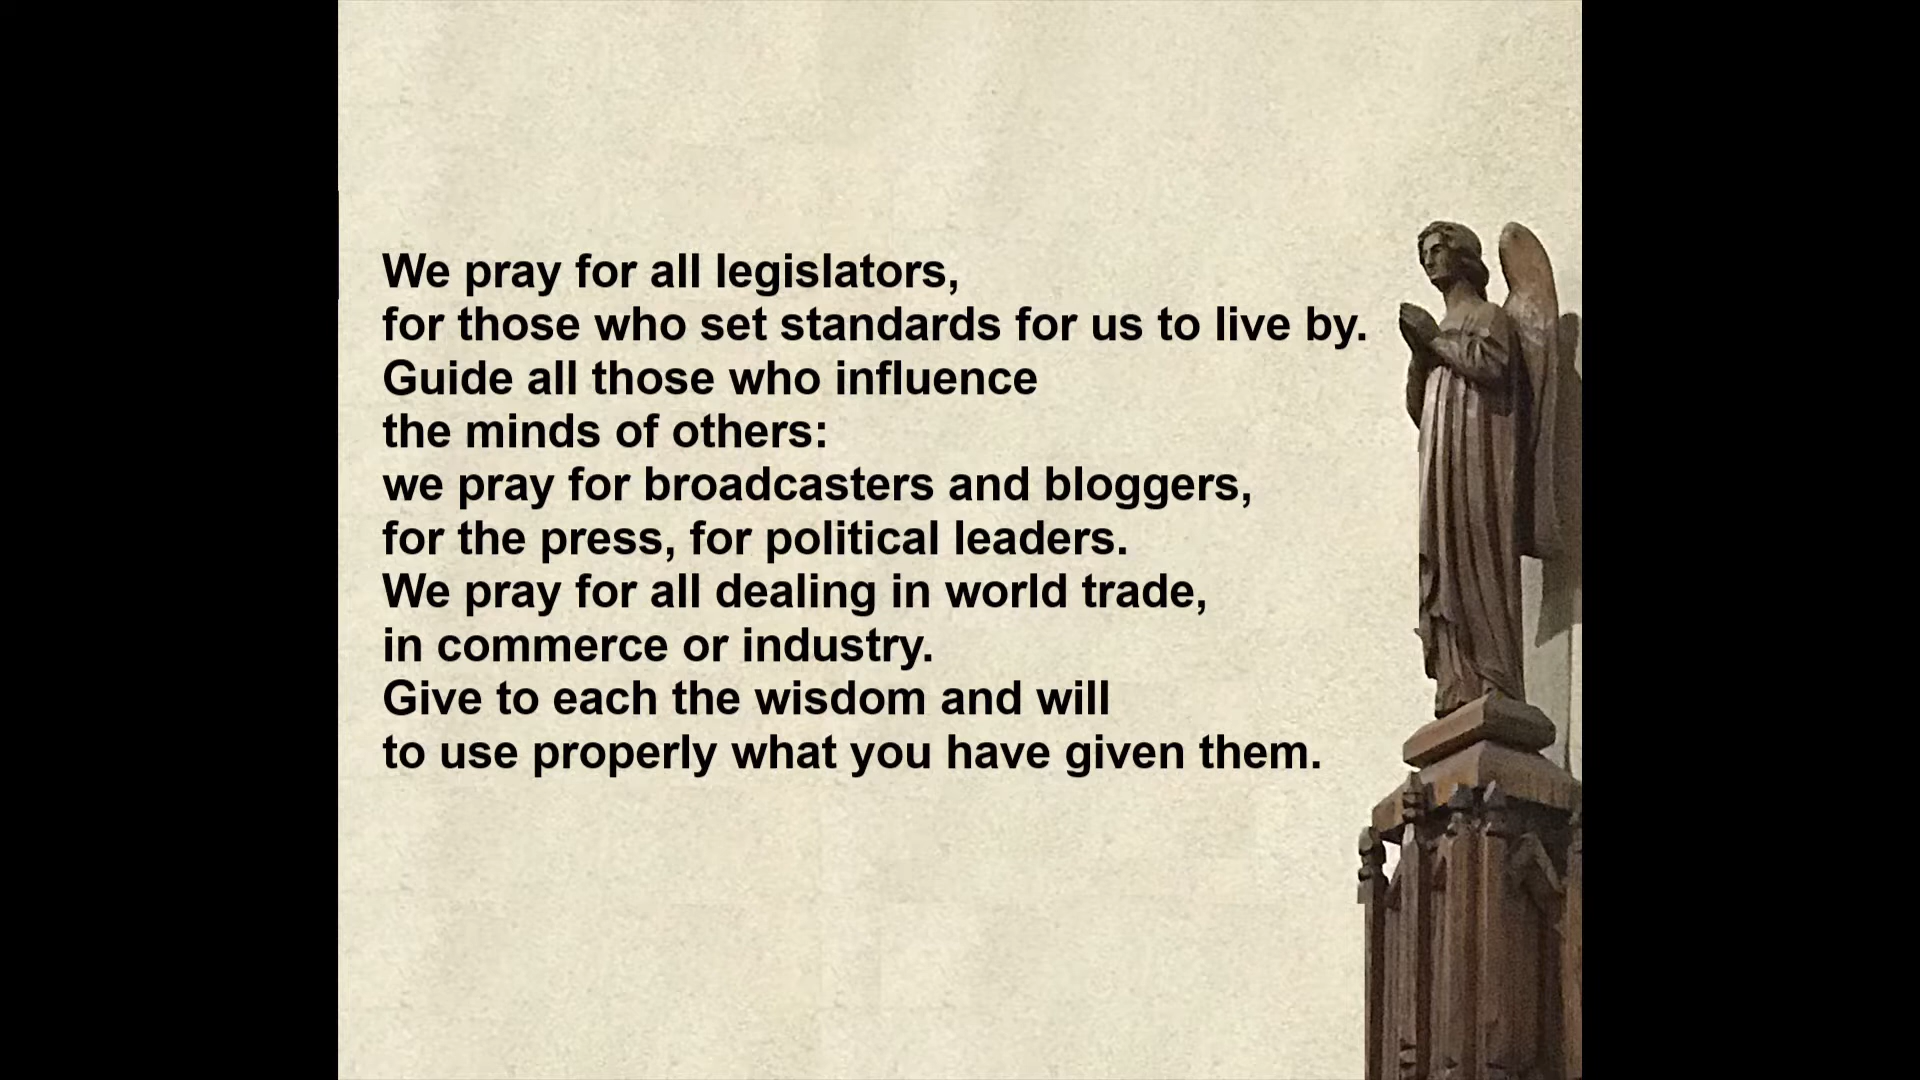 We pray for all legislators,
for those who set standards for us to live by.
Guide all those who influence
the minds of others:
we pray for broadcasters and bloggers,
for the press, for political leaders.
We pray for all dealing in world trade,
in commerce or industry.
Give to each the wisdom and will
to use properly what you have given them.